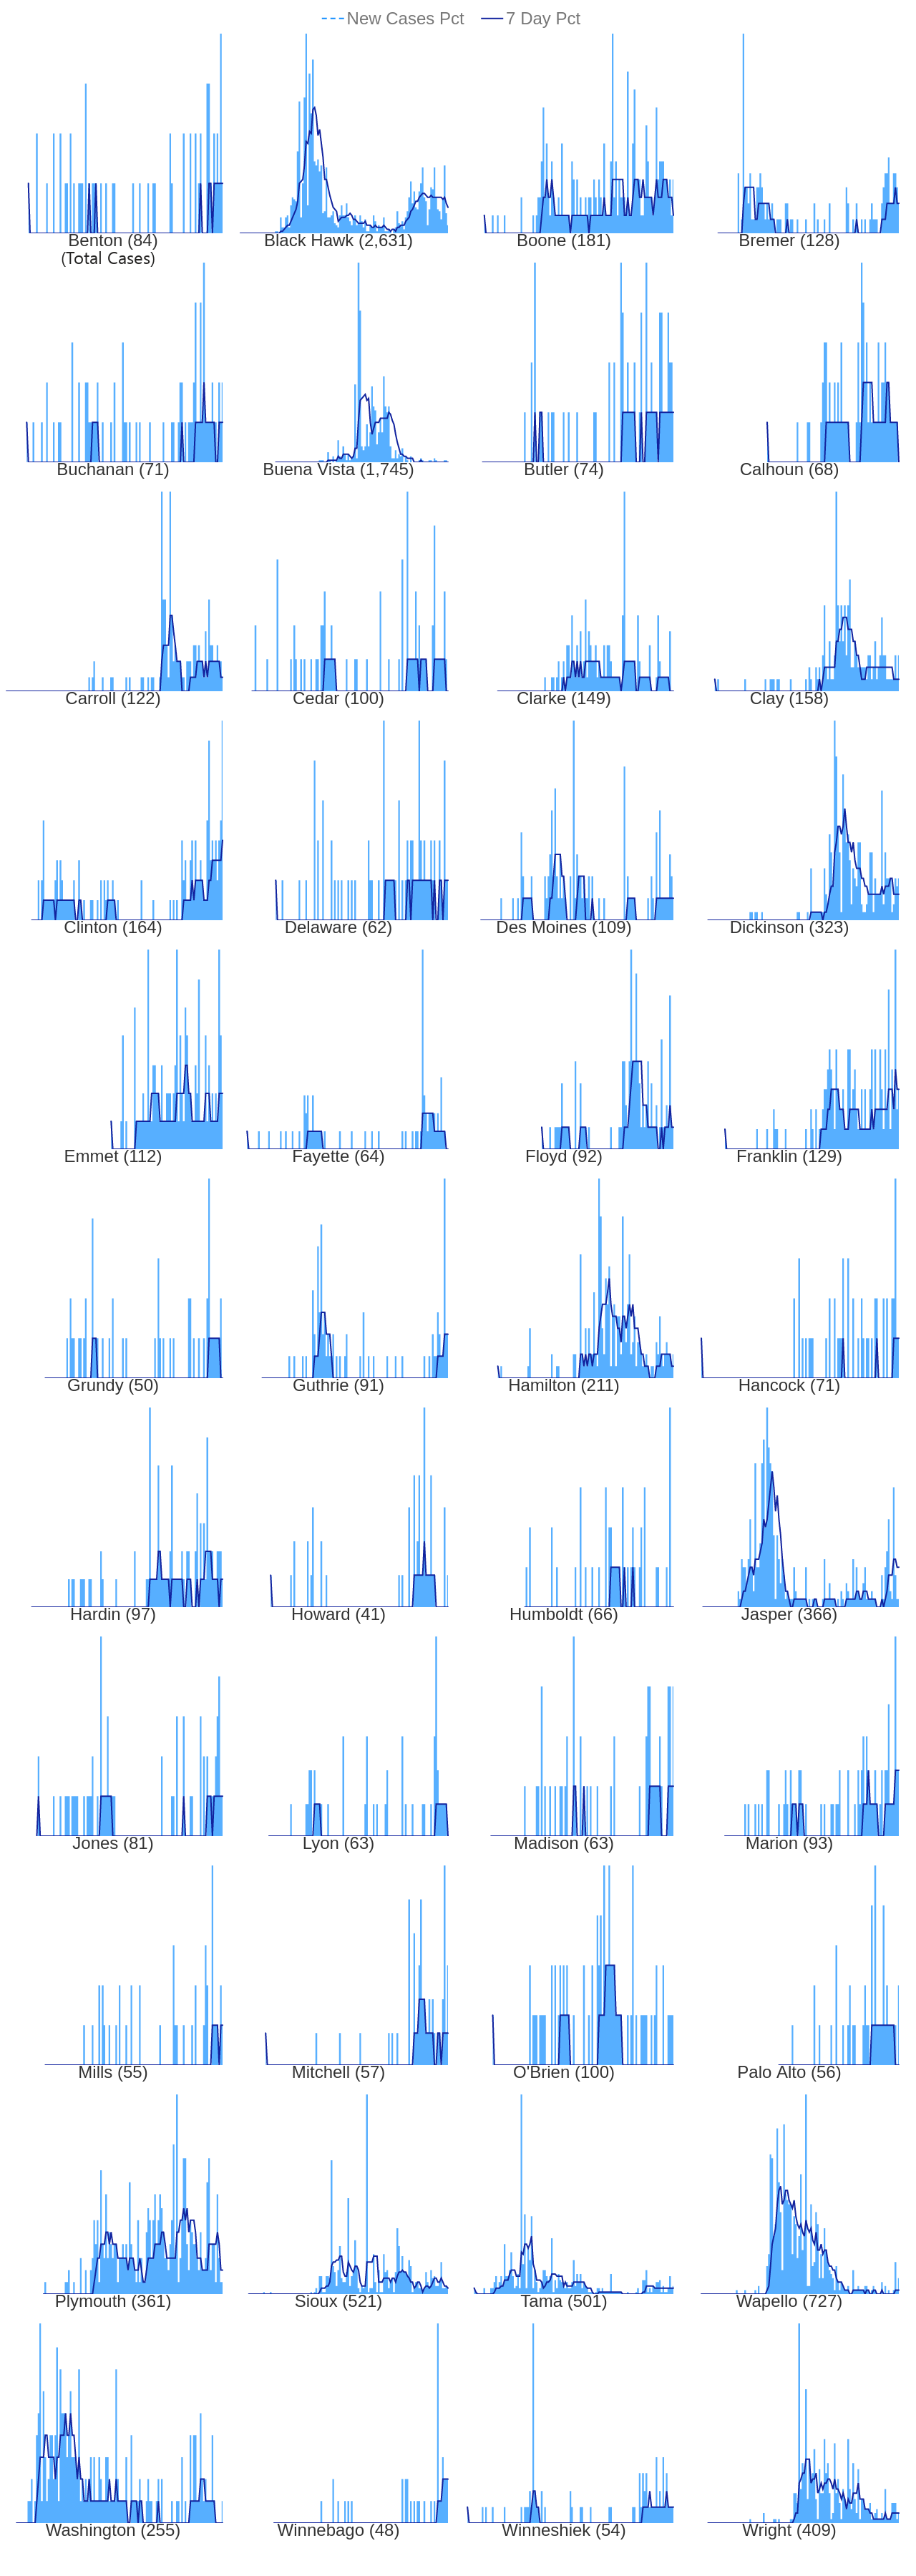 New Cases Pct 7 Day Pct
Benton (84) Black Hawk (2,631) Boone (181) Bremer (128)
(Total Cases)
Buchanan (71) Buena Vista (1,745) Butler (74) Calhoun (68)
Carroll (122) Cedar (100) Clarke (149) Clay (158)
Clinton (164) Delaware (62) Des Moines (109) Dickinson (323)
Emmet (112) Fayette (64) Floyd (92) Franklin (129)
Grundy (50) Guthrie (91) Hamilton (211) Hancock (71)
Hardin (97) Howard (41) Humboldt (66) Jasper (366)
Jones (81) Lyon (63) Madison (63) Marion (93)
Mills (55) Mitchell (57) O'Brien (100) Palo Alto (56)
Plymouth (361) Sioux (521) Tama (501) Wapello (727)
Washington (255) Winnebago (48) Winneshiek (54) Wright (409)